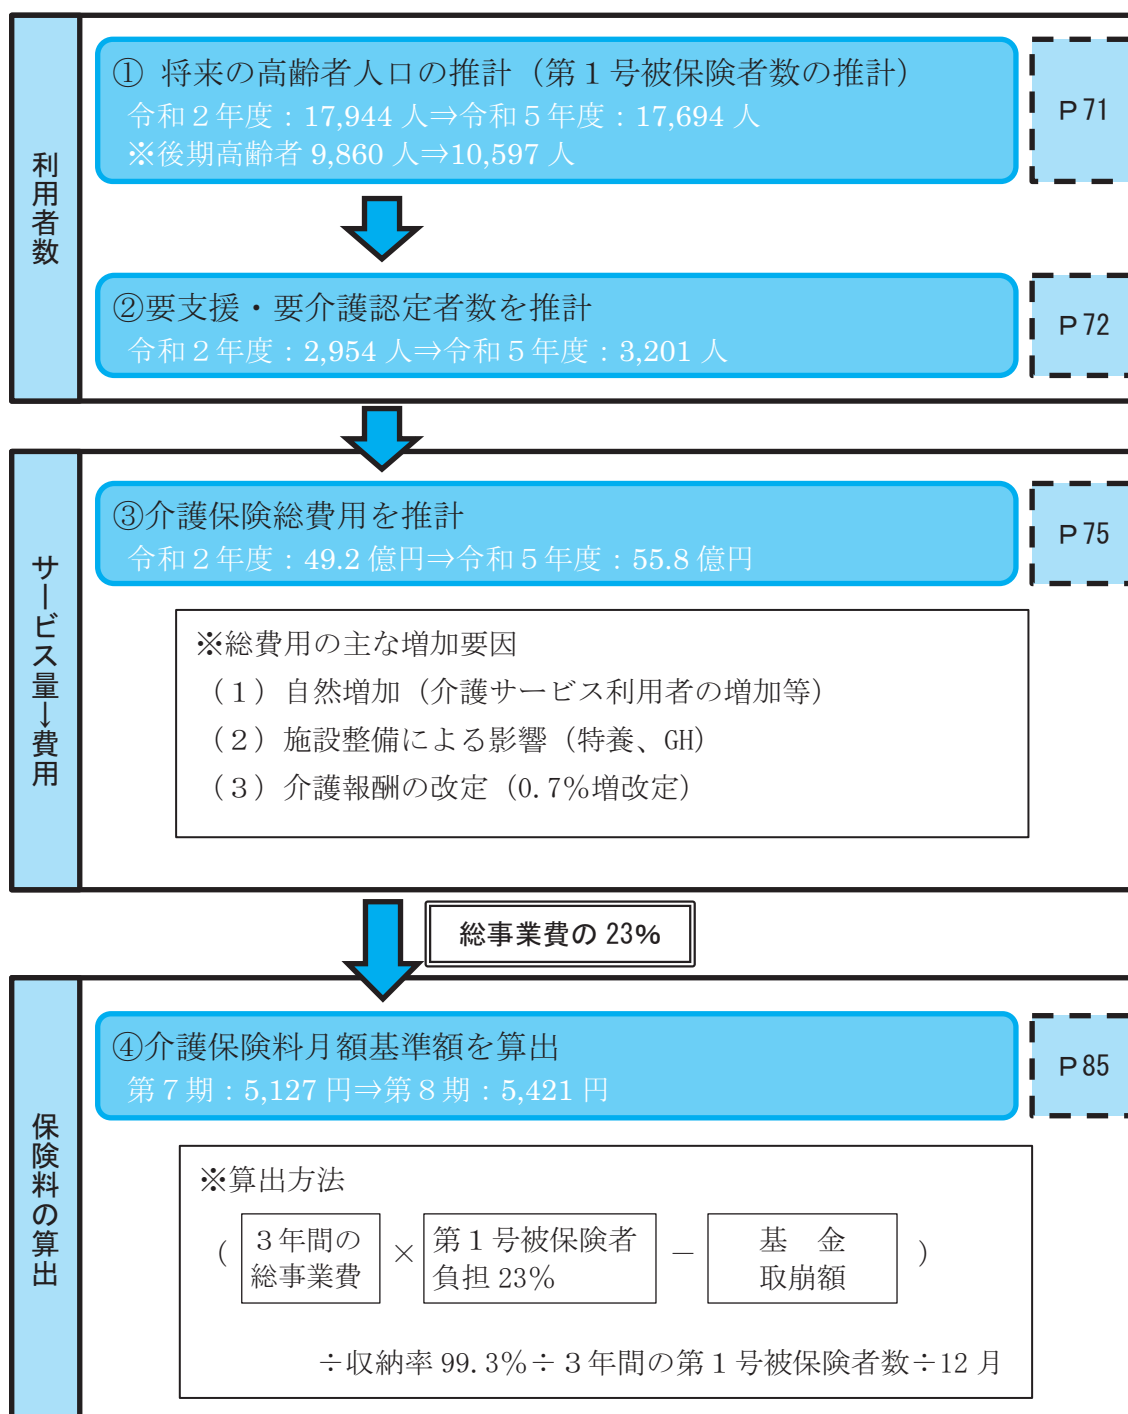 利用者数
① 将来の高齢者人口の推計（第１号被保険者数の推計）
令和２年度：17,944 人⇒令和５年度：17,694 人
※後期高齢者 9,860 人⇒10,597 人
Ｐ71
②要支援・要介護認定者数を推計
令和２年度：2,954 人⇒令和５年度：3,201 人
Ｐ72
サービス量→費用
③介護保険総費用を推計
令和２年度：49.2 億円⇒令和５年度：55.8 億円
Ｐ75
※総費用の主な増加要因
（１）自然増加（介護サービス利用者の増加等）
（２）施設整備による影響（特養、GH）
（３）介護報酬の改定（0.7％増改定）
総事業費の 23％
保険料の算出
④介護保険料月額基準額を算出
第７期：5,127 円⇒第８期：5,421 円
Ｐ85
※算出方法
（ ３年間の 総事業費 × 第１号被保険者 負担 23％ － 基　金 取崩額 ）
÷収納率 99.3％÷３年間の第１号被保険者数÷12 月